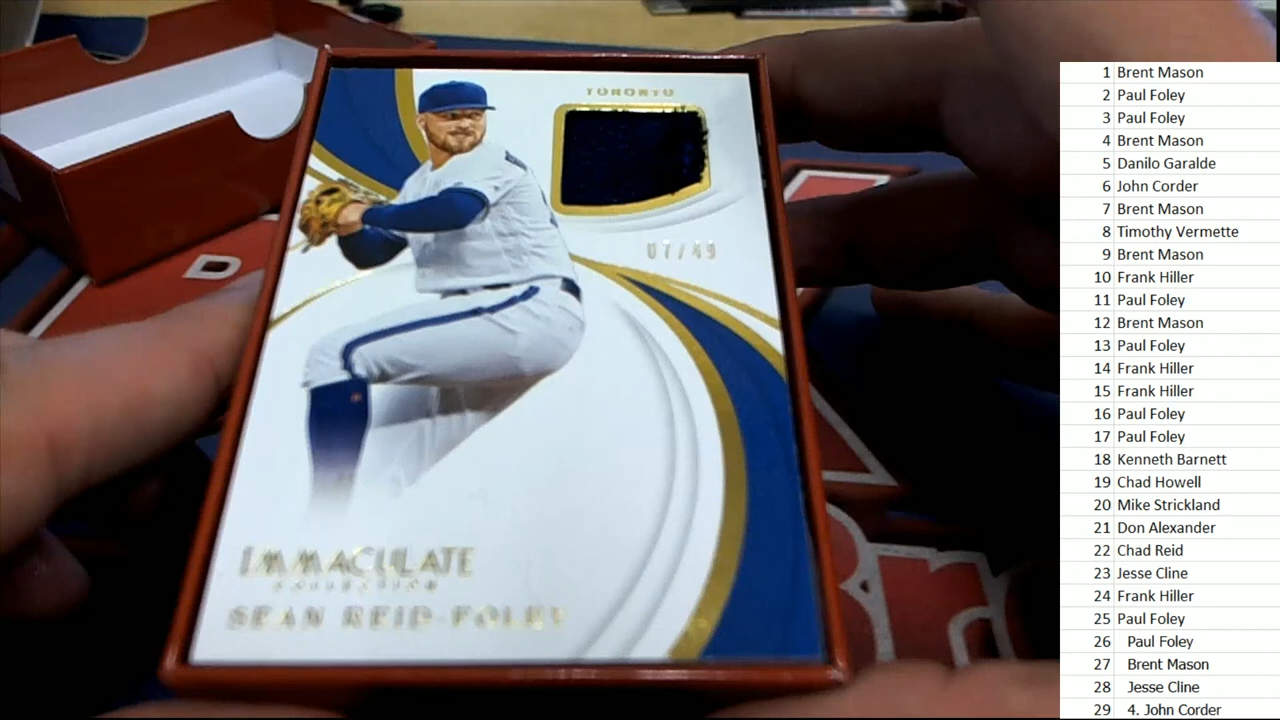 TORONTO
07/49
IMMACULATE
COLLECTION
SEAN REID-FOLEY
D
1 Brent Mason
2 Paul Foley
3 Paul Foley
4 Brent Mason
5 Danilo Garalde
6 John Corder
7 Brent Mason
8 Timothy Vermette
9 Brent Mason
10 Frank Hiller
11 Paul Foley
12 Brent Mason
13 Paul Foley
14 Frank Hiller
15 Frank Hiller
16 Paul Foley
17 Paul Foley
18 Kenneth Barnett
19 Chad Howell
20 Mike Strickland
21 Don Alexander
22 Chad Reid
23 Jesse Cline
24 Frank Hiller
25 Paul Foley
26 Paul Foley
27 Brent Mason
28 Jesse Cline
29 4. John Corder